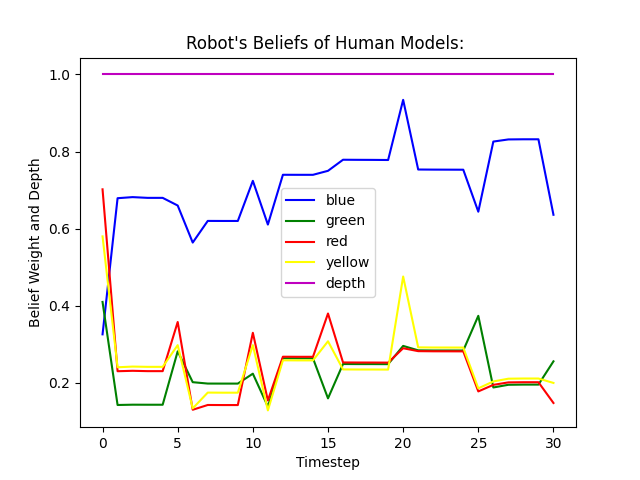 Robot's Beliefs of Human Models:
1.0
0.8
0.6
0.4
0.2
Belief Weight and Depth
blue
green
red
yellow
depth
0 5 10 15 20 25 30
Timestep